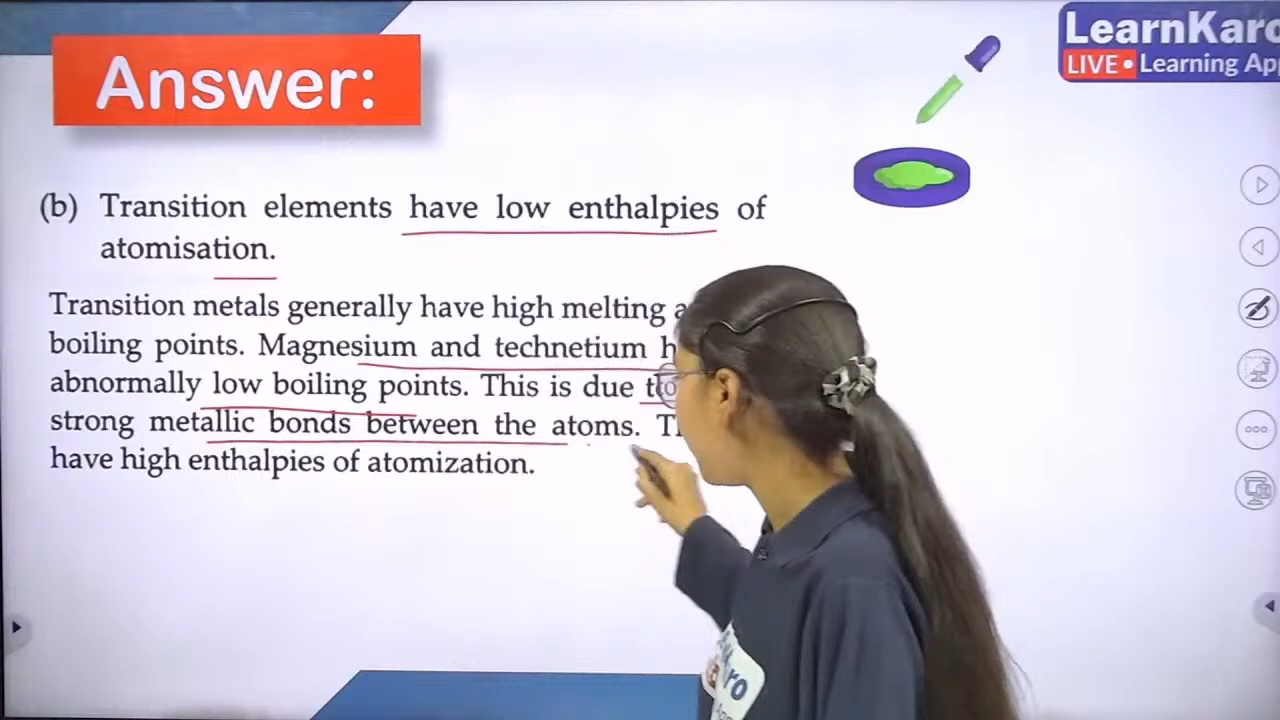 LearnKaro
LIVE • Learning App
Answer:
(b) Transition elements have low enthalpies of
atomisation.
Transition metals generally have high melting
boiling points. Magnesium and technetium
abnormally low boiling points. This is due to
strong metallic bonds between the atoms.
have high enthalpies of atomization.